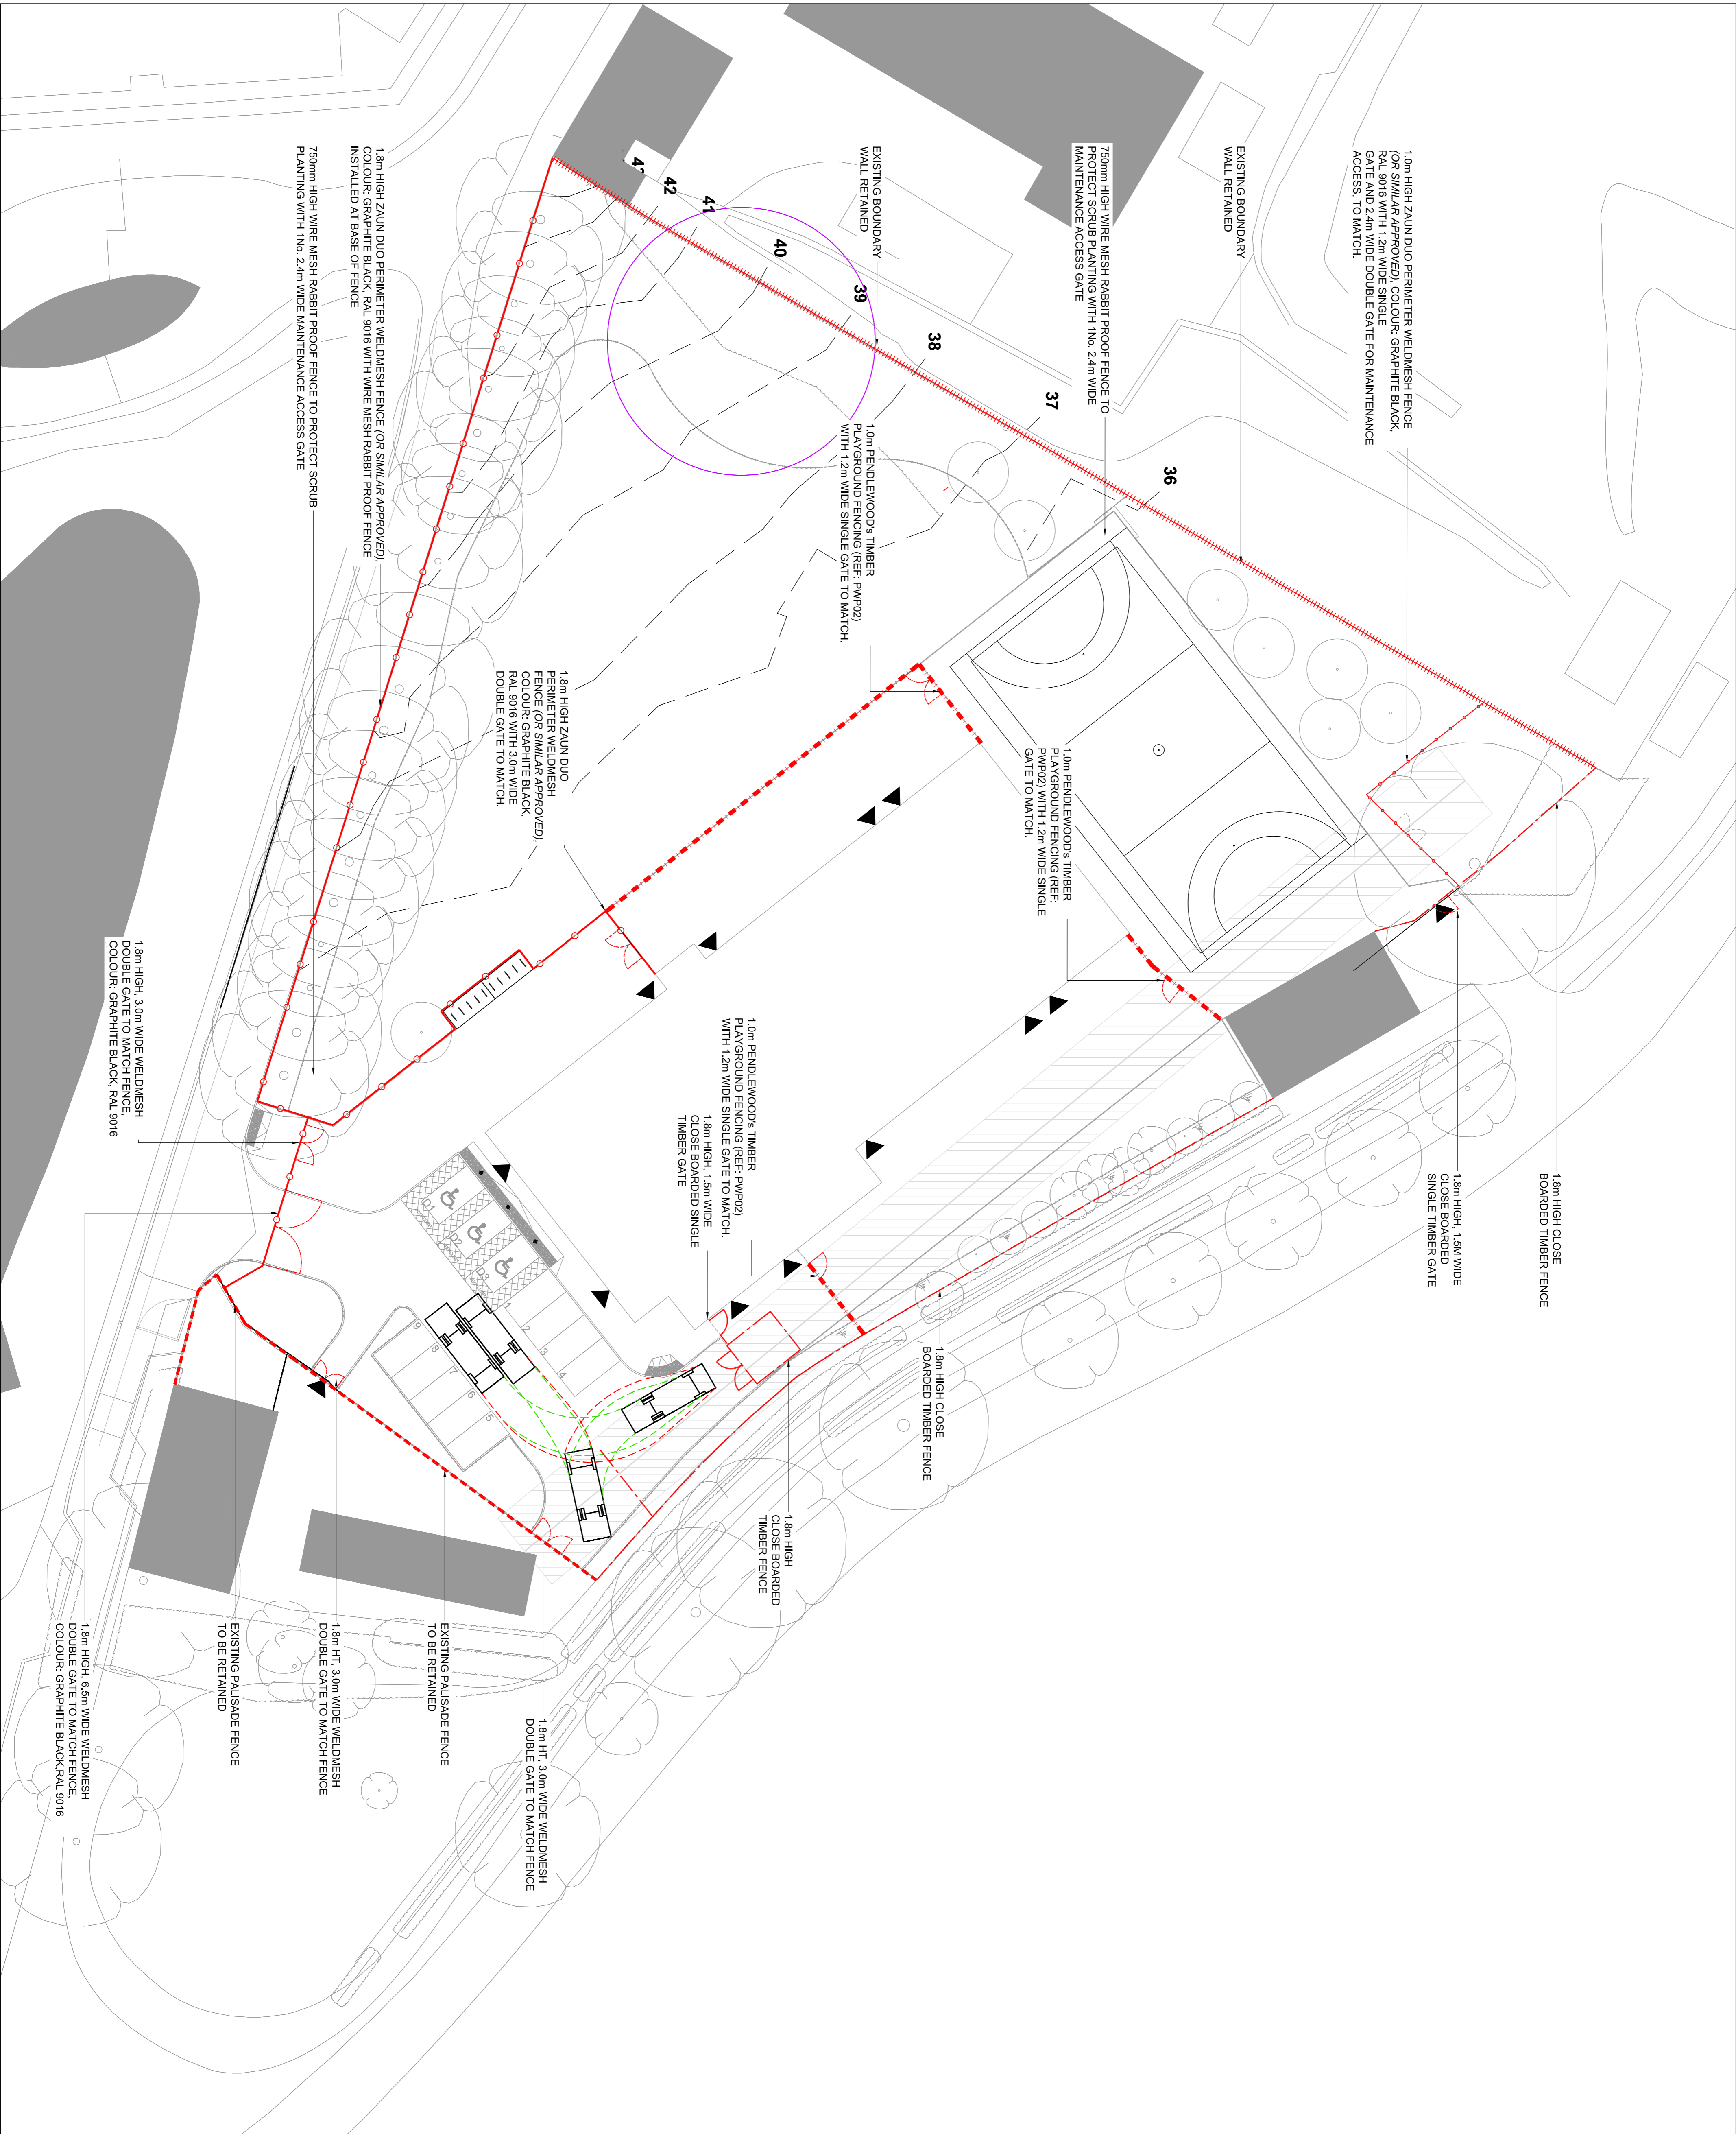 1.8m HIGH CLOSE
BOARDED TIMBER FENCE
1.8m HIGH, 1.5M WIDE
CLOSE BOARDED
SINGLE TIMBER GATE
1.0m HIGH ZAUN DUO PERIMETER WELDMESH FENCE
(OR SIMILAR APPROVED), COLOUR: GRAPHITE BLACK,
RAL 9016 WITH 1.2m WIDE SINGLE
GATE AND 2.4m WIDE DOUBLE GATE FOR MAINTENANCE
ACCESS, TO MATCH.
EXISTING BOUNDARY
WALL RETAINED
750mm HIGH WIRE MESH RABBIT PROOF FENCE TO
PROTECT SCRUB PLANTING WITH 1No. 2.4m WIDE
MAINTENANCE ACCESS GATE
36
37
38
39
40
41
42
EXISTING BOUNDARY
WALL RETAINED
1.0m PENDLEWOOD's TIMBER
PLAYGROUND FENCING (REF: PWP02)
WITH 1.2m WIDE SINGLE GATE TO MATCH.
1.0m PENDLEWOOD's TIMBER
PLAYGROUND FENCING (REF:
PWP02) WITH 1.2m WIDE SINGLE
GATE TO MATCH.
1.8m HIGH CLOSE
BOARDED TIMBER FENCE
1.8m HIGH
CLOSE BOARDED
TIMBER FENCE
1.0m PENDLEWOOD's TIMBER
PLAYGROUND FENCING (REF: PWP02)
WITH 1.2m WIDE SINGLE GATE TO MATCH.
1.8m HIGH, 1.5m WIDE
CLOSE BOARDED SINGLE
TIMBER GATE
1.8m HIGH ZAUN DUO
PERIMETER WELDMESH
FENCE (OR SIMILAR APPROVED),
COLOUR: GRAPHITE BLACK,
RAL 9016 WITH 3.0m WIDE
DOUBLE GATE TO MATCH.
1.8m HT, 3.0m WIDE WELDMESH
DOUBLE GATE TO MATCH FENCE
EXISTING PALISADE FENCE
TO BE RETAINED
1.8m HT, 3.0m WIDE WELDMESH
DOUBLE GATE TO MATCH FENCE
EXISTING PALISADE FENCE
TO BE RETAINED
1.8m HIGH ZAUN DUO PERIMETER WELDMESH FENCE (OR SIMILAR APPROVED),
COLOUR: GRAPHITE BLACK, RAL 9016 WITH WIRE MESH RABBIT PROOF FENCE
INSTALLED AT BASE OF FENCE
750mm HIGH WIRE MESH RABBIT PROOF FENCE TO PROTECT SCRUB
PLANTING WITH 1No. 2.4m WIDE MAINTENANCE ACCESS GATE
1.8m HIGH, 3.0m WIDE WELDMESH
DOUBLE GATE TO MATCH FENCE,
COLOUR: GRAPHITE BLACK, RAL 9016
1.8m HIGH, 6.5m WIDE WELDMESH
DOUBLE GATE TO MATCH FENCE,
COLOUR: GRAPHITE BLACK,RAL 9016
D1
D2
D3
1
2
3
4
5
6
7
8
9